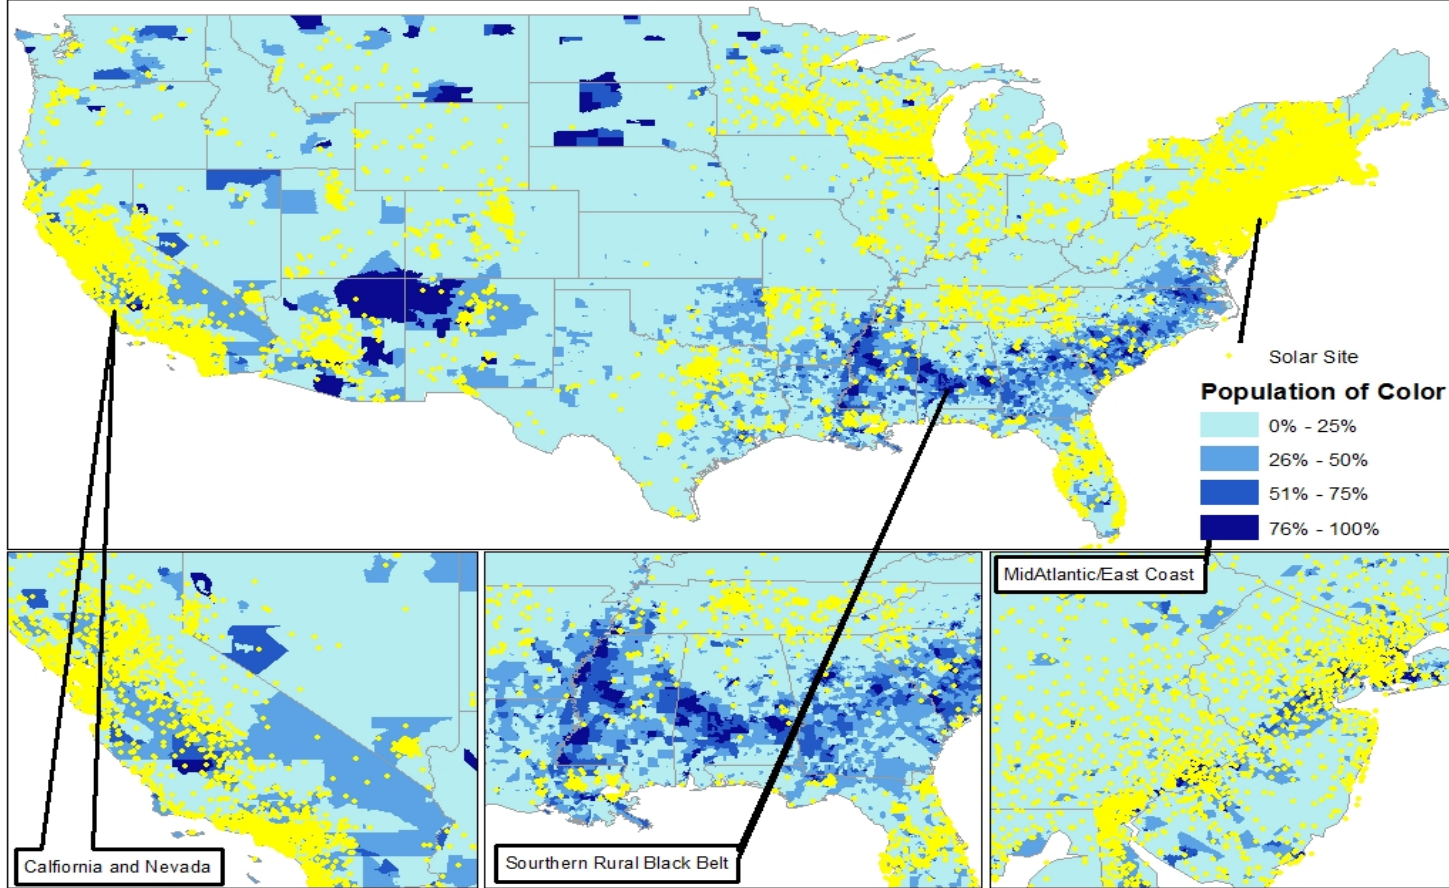 Solar Site
Population of Color
0% - 25%
26% - 50%
51% - 75%
76% - 100%
MidAtlantic/East Coast
Calfiornia and Nevada
Sourthern Rural Black Belt